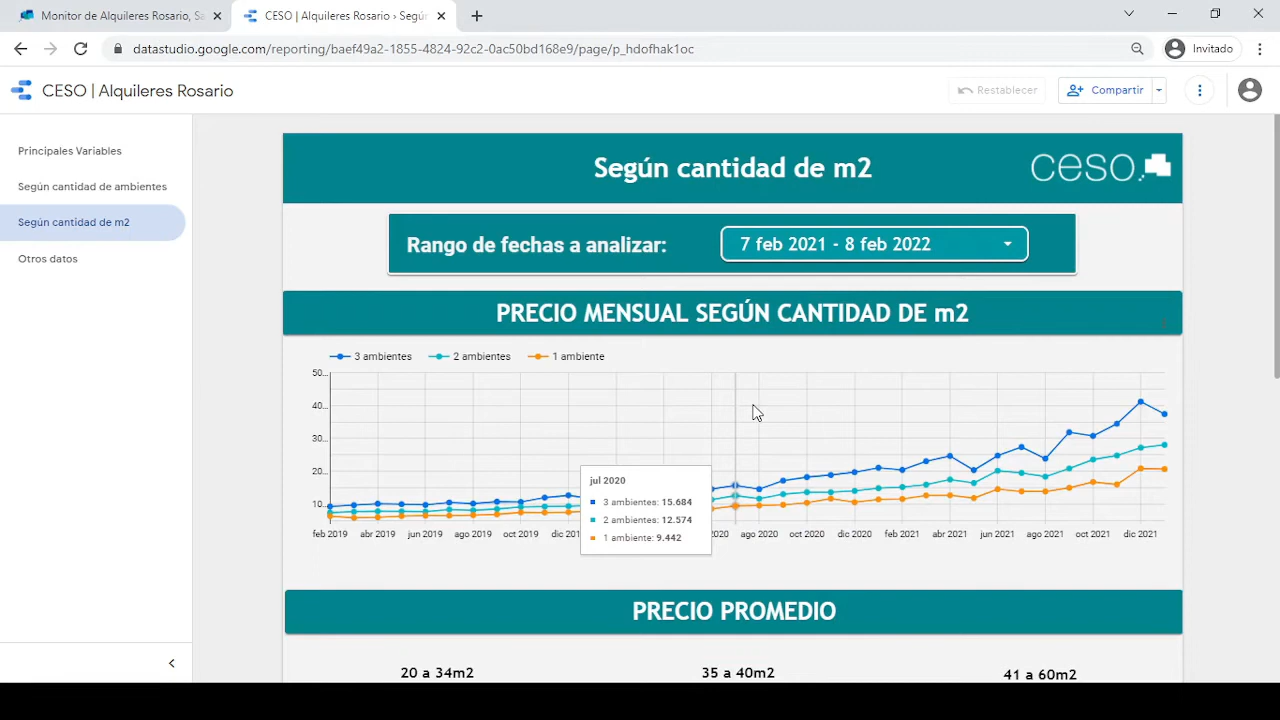 Monitor de Alquileres Rosario, Sa
CESO | Alquileres Rosario › Segú
datastudio.google.com/reporting/baef49a2-1855-4824-92c2-0ac50bd168e9/page/p_hdofhak1oc
Invitado
CESO | Alquileres Rosario
Restablecer
Compartir
Principales Variables
Según cantidad de ambientes
Según cantidad de m2
Otros datos
Según cantidad de m2
ceso.
Rango de fechas a analizar:
7 feb 2021 - 8 feb 2022
PRECIO MENSUAL SEGÚN CANTIDAD DE m2
3 ambientes 2 ambientes 1 ambiente
50...
40...
30...
20...
10...
jul 2020
3 ambientes: 15.684
2 ambientes: 12.574
1 ambiente: 9.442
feb 2019 abr 2019 jun 2019 ago 2019 oct 2019 dic 20 2020 ago 2020 oct 2020 dic 2020 feb 2021 abr 2021 jun 2021 ago 2021 oct 2021 dic 2021
PRECIO PROMEDIO
20 a 34m2 35 a 40m2 41 a 60m2